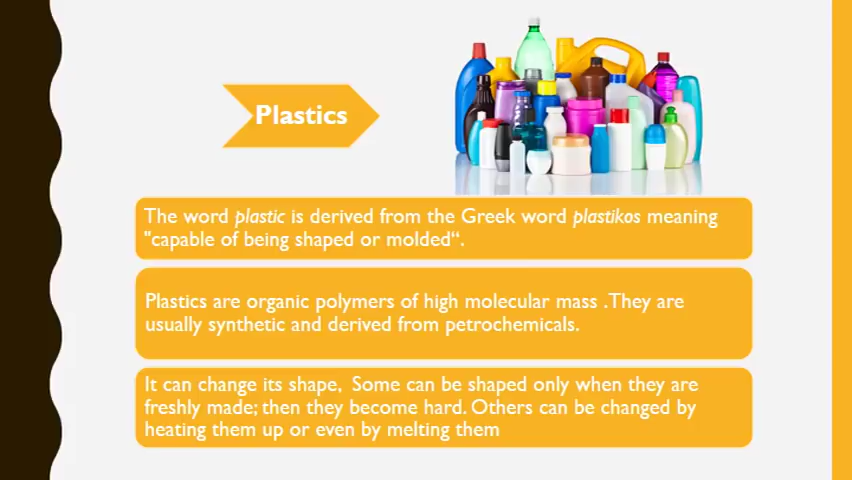 Plastics
The word plastic is derived from the Greek word plastikos meaning
"capable of being shaped or molded“.
Plastics are organic polymers of high molecular mass .They are
usually synthetic and derived from petrochemicals.
It can change its shape,  Some can be shaped only when they are
freshly made; then they become hard. Others can be changed by
heating them up or even by melting them